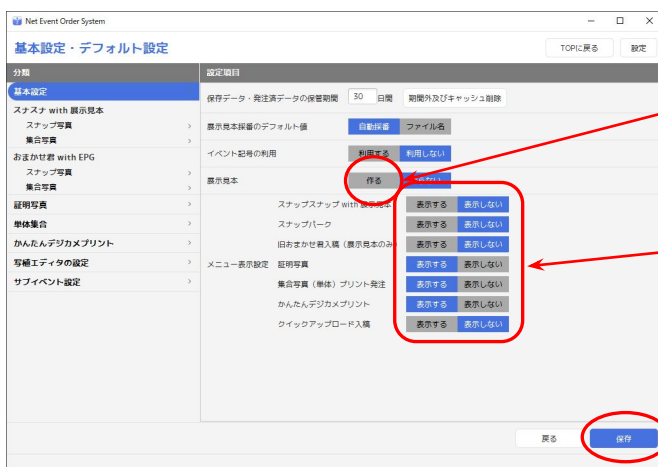 Net Event Order System
基本設定・デフォルト設定
TOPに戻る 設定
分類
設定項目
基本設定
スナスナ with 展示見本
スナップ写真
集合写真
おまかせ君 with EPG
スナップ写真
集合写真
証明写真
単体集合
かんたんデジカメプリント
写植エディタの設定
サブイベント設定
保存データ・発注済データの保管期間 30 日間 期間外及びキャッシュ削除
展示見本採番のデフォルト値 自動採番 ファイル名
イベント記号の利用 利用する 利用しない
展示見本 作る
スナップスナップ with 展示見本 表示する 表示しない
スナップパーク 表示する 表示しない
旧おまかせ君入稿(展示見本のみ) 表示する 表示しない
メニュー表示設定 証明写真 表示する 表示しない
集合写真(単体)プリント発注 表示する 表示しない
かんたんデジカメプリント 表示する 表示しない
クイックアップロード入稿 表示する 表示しない
戻る 保存